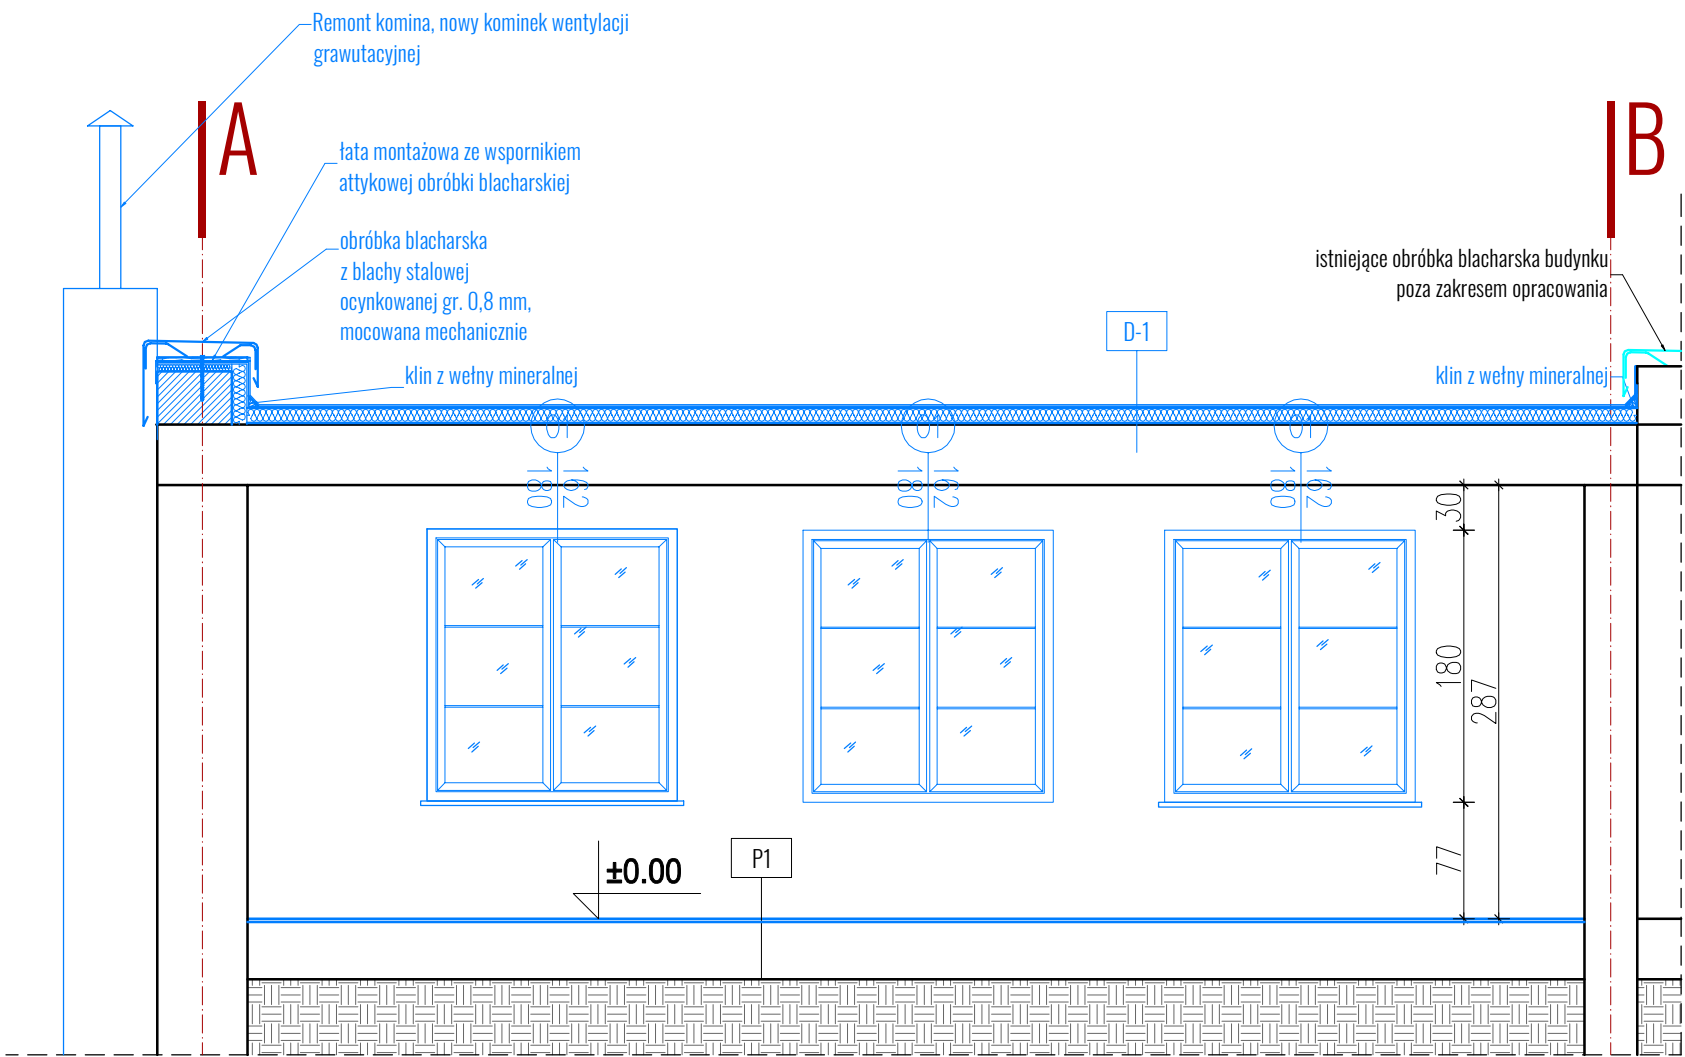 Remont komina, nowy kominek wentylacji
grawutacyjnej
A
B
łata montażowa ze wspornikiem
attykowej obróbki blacharskiej
obróbka blacharska
z blachy stalowej
ocynkowanej gr. 0,8 mm,
mocowana mechanicznie
istniejące obróbka blacharska budynku
poza zakresem opracowania
D-1
klin z wełny mineralnej
klin z wełny mineralnej
162
180
162
180
162
180
30
180
287
77
±0.00
P1